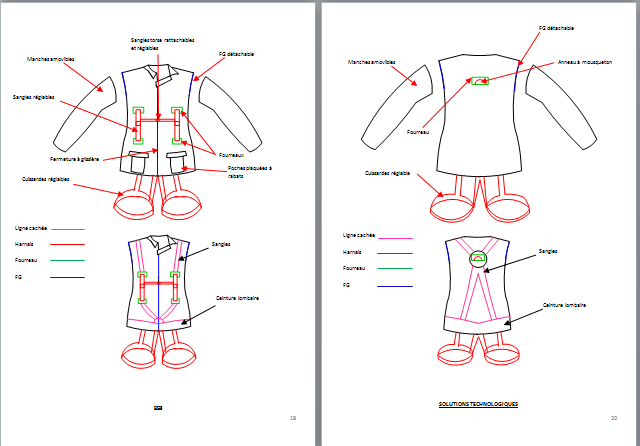 Sangles torse rattachables
et réglables
FG détachable
Manches amovibles
Sangles réglables
Fourreaux
Fermeture à glissière
Poches plaquées à
rabats
Cuissardes réglables
Ligne cachée
Harnais
Fourreau
FG
Sangles
Ceinture lombaire
19
FG détachable
Manches amovibles
Anneau à mousqueton
Fourreau
Cuissardes réglable
Ligne cachée
Harnais
Fourreau
FG
Sangles
Ceinture lombaire
SOLUTIONS TECHNOLOGIQUES
20